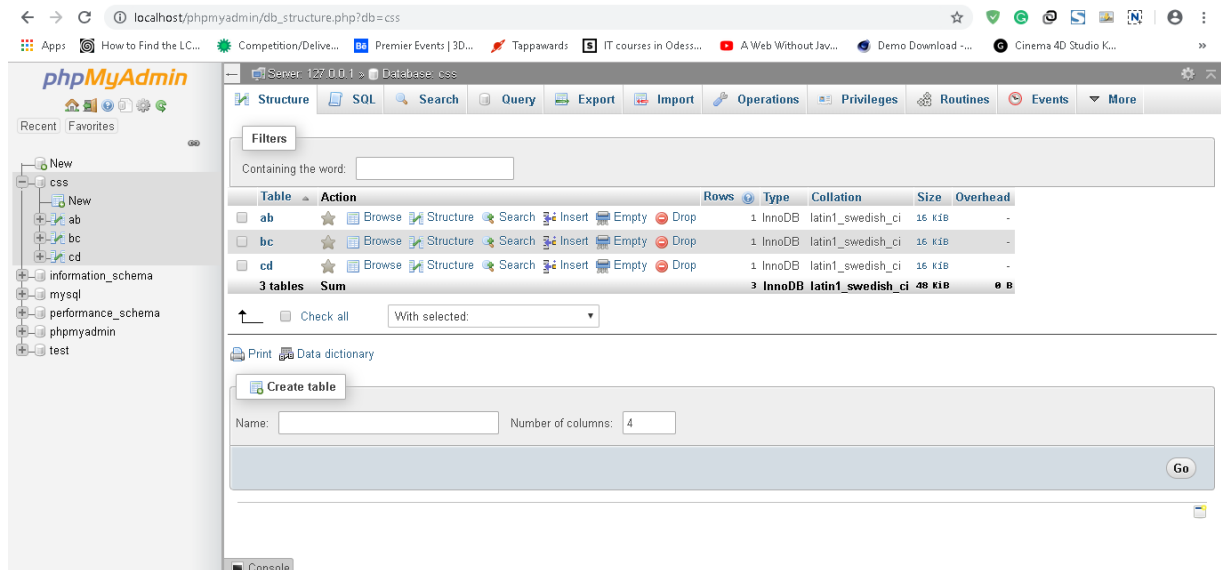 localhost/phpmyadmin/db_structure.php?db=css
Apps How to Find the LC... Competition/Delive... Premier Events | 3D... Tappawards IT courses in Odess... A Web Without Jav... Demo Download -... Cinema 4D Studio K... »
phpMyAdmin
Recent Favorites
New
css
New
ab
bc
cd
information_schema
mysql
performance_schema
phpmyadmin
test
Server: 127.0.0.1 » Database: css
Structure SQL Search Query Export Import Operations Privileges Routines Events More
Filters
Containing the word:
Table Action Rows Type Collation Size Overhead
ab Browse Structure Search Insert Empty Drop 1 InnoDB latin1_swedish_ci 16 KiB -
bc Browse Structure Search Insert Empty Drop 1 InnoDB latin1_swedish_ci 16 KiB -
cd Browse Structure Search Insert Empty Drop 1 InnoDB latin1_swedish_ci 16 KiB -
3 tables Sum 3 InnoDB latin1_swedish_ci 48 KiB 0 B
Check all With selected:
Print Data dictionary
Create table
Name: Number of columns: 4
Go
Console